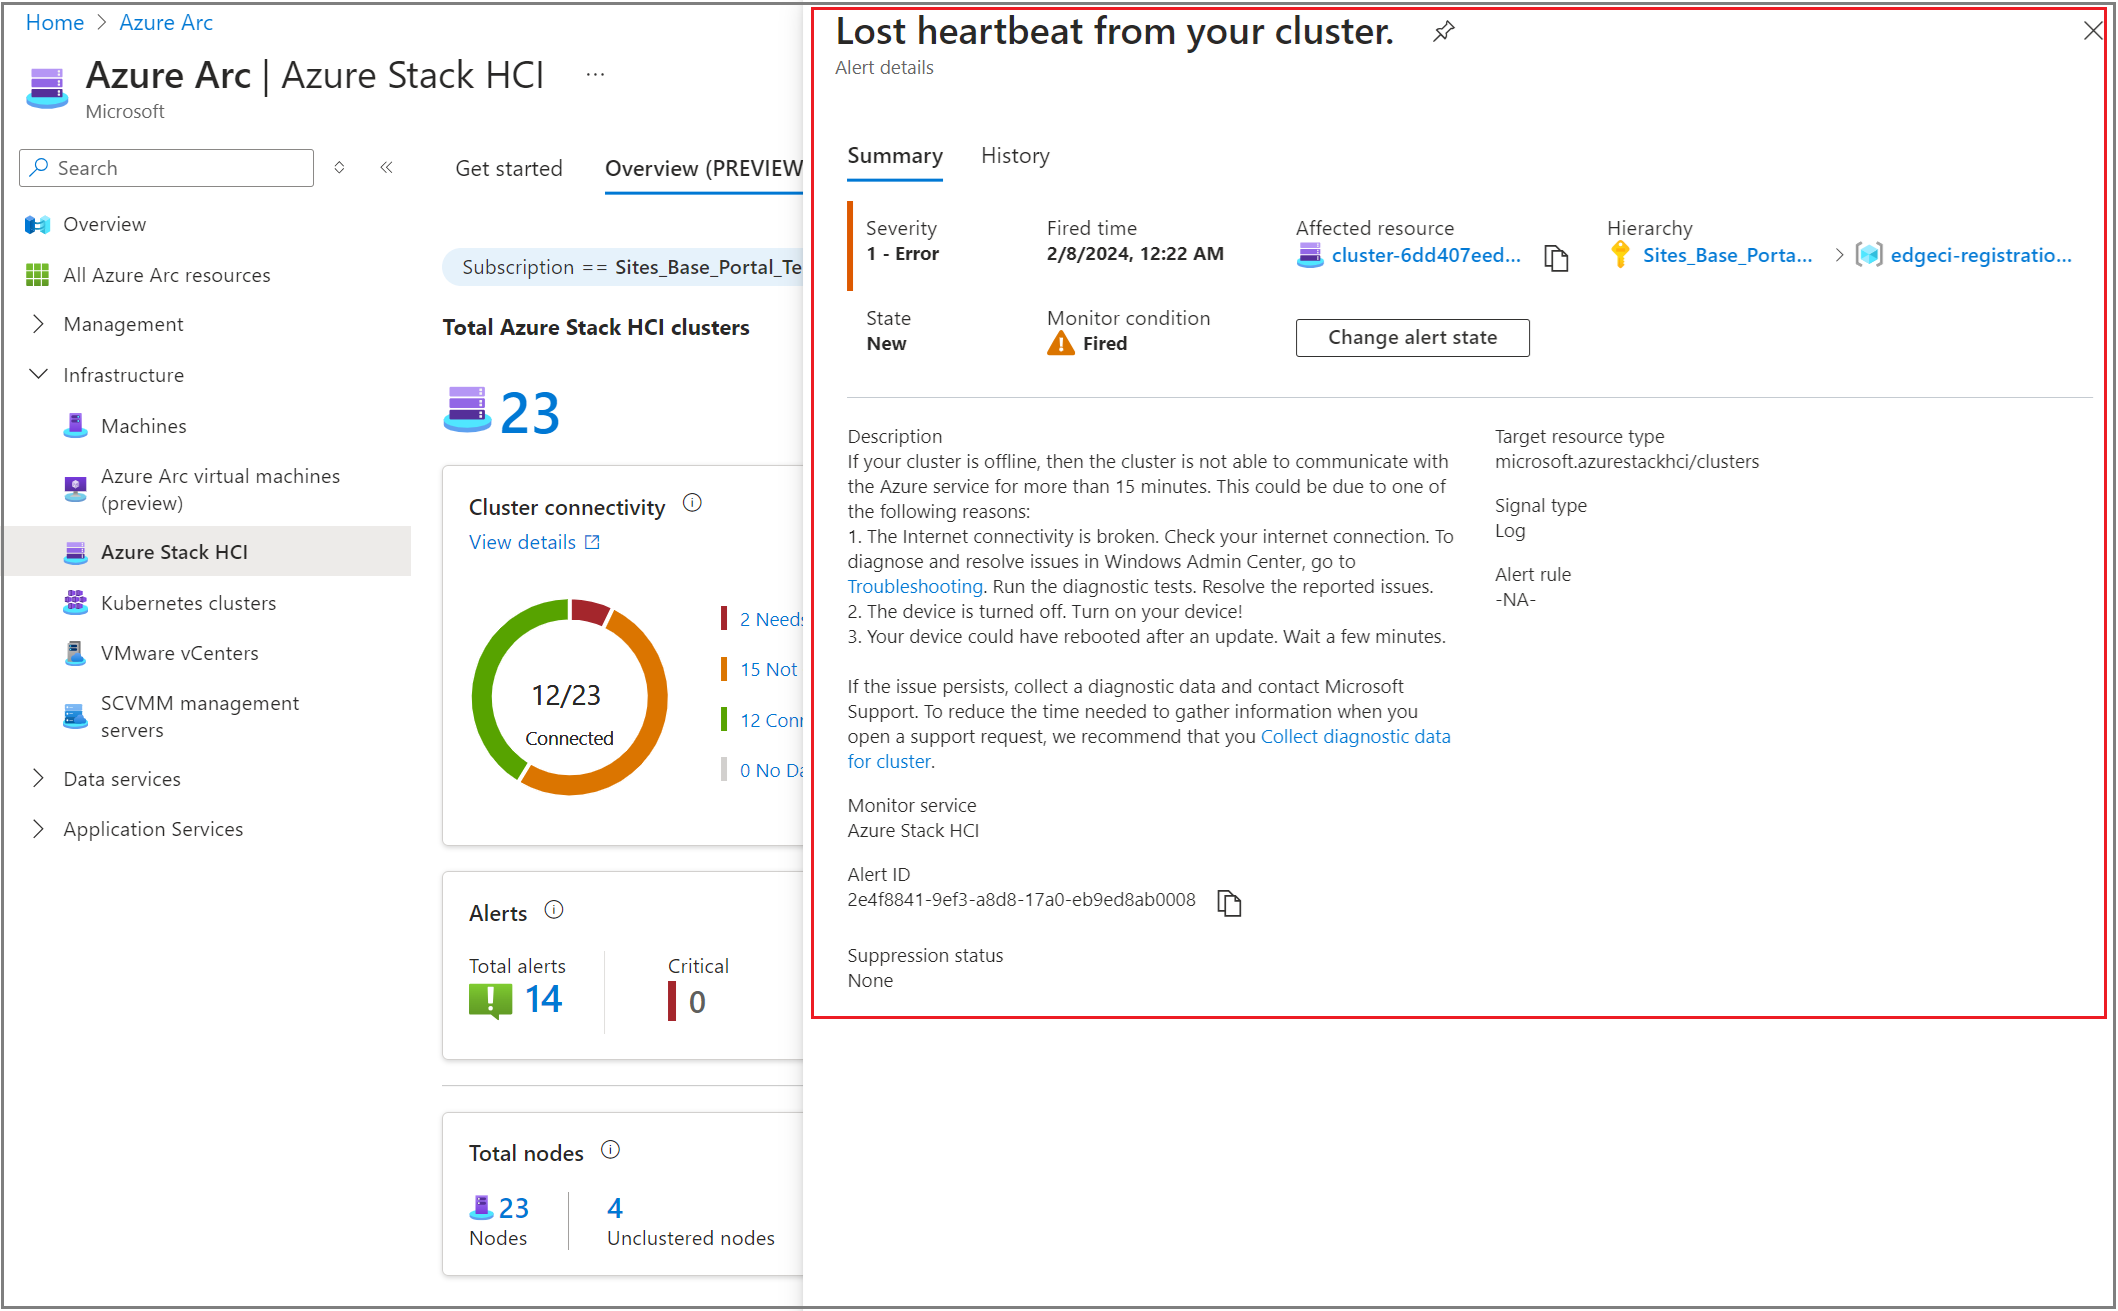 Home > Azure Arc
Azure Arc | Azure Stack HCI ...
Microsoft
Search
Overview
All Azure Arc resources
Management
Infrastructure
Machines
Azure Arc virtual machines
(preview)
Azure Stack HCI
Kubernetes clusters
VMware vCenters
SCVMM management
servers
Data services
Application Services
Get started
Overview (PREVIEW
Subscription == Sites_Base_Portal_Te
Total Azure Stack HCI clusters
23
Cluster connectivity
View details
12/23
Connected
2 Needs
15 Not
12 Conn
0 No Da
Alerts
Total alerts
14
Critical
0
Total nodes
23
Nodes
4
Unclustered nodes
Lost heartbeat from your cluster.
Alert details
Summary
History
Severity
1 - Error
Fired time
2/8/2024, 12:22 AM
Affected resource
cluster-6dd407eed...
Hierarchy
Sites_Base_Porta... > edgeci-registratio...
State
New
Monitor condition
Fired
Change alert state
Description
If your cluster is offline, then the cluster is not able to communicate with
the Azure service for more than 15 minutes. This could be due to one of
the following reasons:
1. The Internet connectivity is broken. Check your internet connection. To
diagnose and resolve issues in Windows Admin Center, go to
Troubleshooting. Run the diagnostic tests. Resolve the reported issues.
2. The device is turned off. Turn on your device!
3. Your device could have rebooted after an update. Wait a few minutes.
If the issue persists, collect a diagnostic data and contact Microsoft
Support. To reduce the time needed to gather information when you
open a support request, we recommend that you Collect diagnostic data
for cluster.
Monitor service
Azure Stack HCI
Alert ID
2e4f8841-9ef3-a8d8-17a0-eb9ed8ab0008
Suppression status
None
Target resource type
microsoft.azurestackhci/clusters
Signal type
Log
Alert rule
-NA-